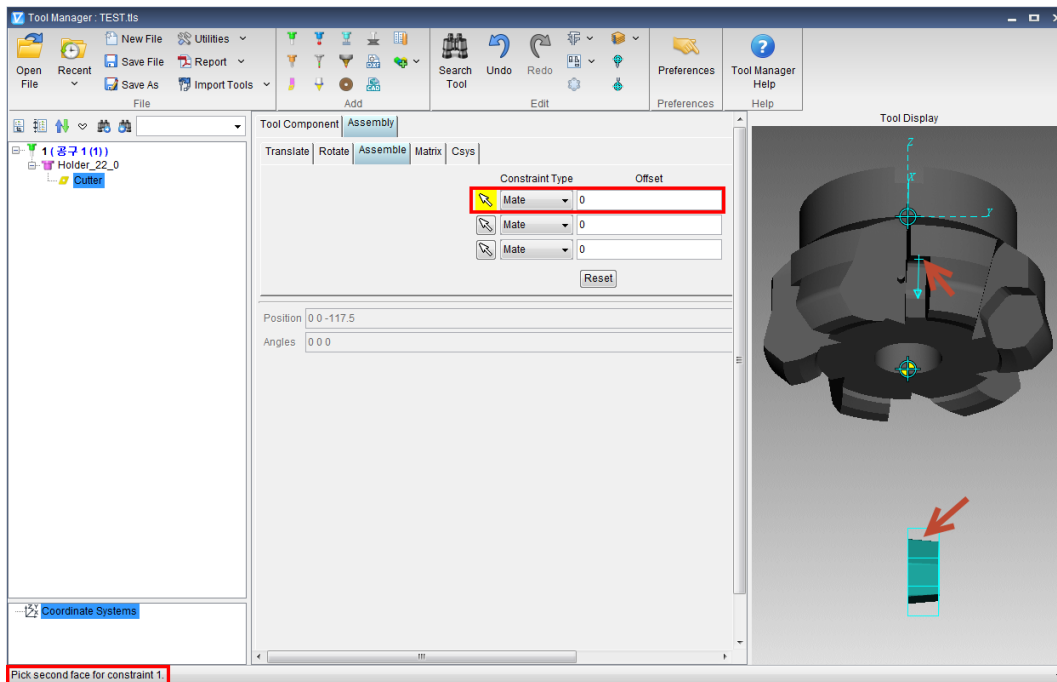 Tool Manager : TEST.tls
Open File
Recent
New File
Save File
Save As
Utilities
Report
Import Tools
File
Add
Search Tool
Undo
Redo
Edit
Preferences
Preferences
Tool Manager Help
Help
1 ( 공구 1 (1) )
Holder_22_0
Cutter
Coordinate Systems
Tool Component Assembly
Translate Rotate Assemble Matrix Csys
Constraint Type Offset
Mate 0
Mate 0
Mate 0
Reset
Position 0 0 -117.5
Angles 0 0 0
Tool Display
Z
X
Y
Pick second face for constraint 1.